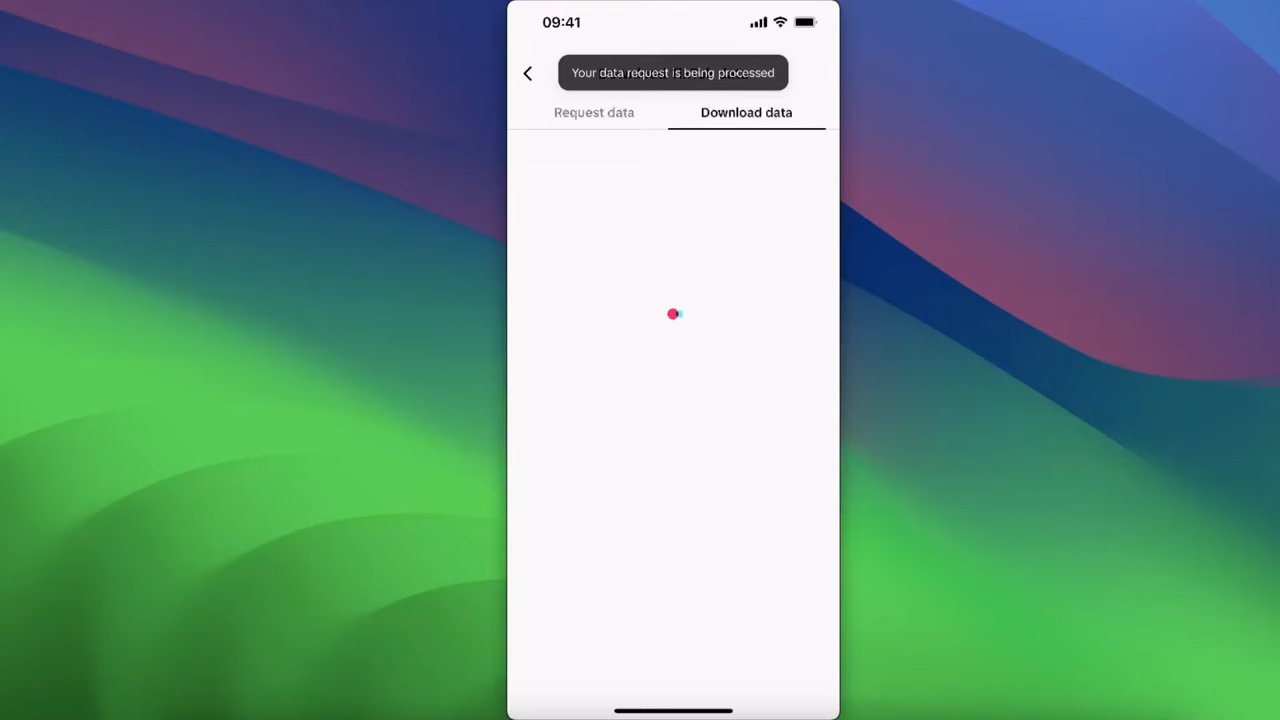 09:41
Your data request is being processed
Request data
Download data